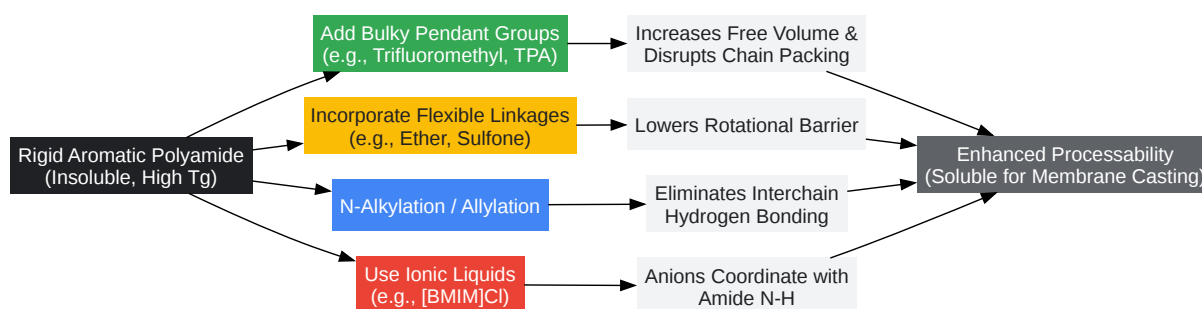 Add Bulky Pendant Groups
(e.g., Trifluoromethyl, TPA)
Increases Free Volume &
Disrupts Chain Packing
Incorporate Flexible Linkages
(e.g., Ether, Sulfone)
Lowers Rotational Barrier
Rigid Aromatic Polyamide
(Insoluble, High Tg)
Enhanced Processability
(Soluble for Membrane Casting)
N-Alkylation / Allylation
Eliminates Interchain
Hydrogen Bonding
Use Ionic Liquids
(e.g., [BMIM]Cl)
Anions Coordinate with
Amide N-H